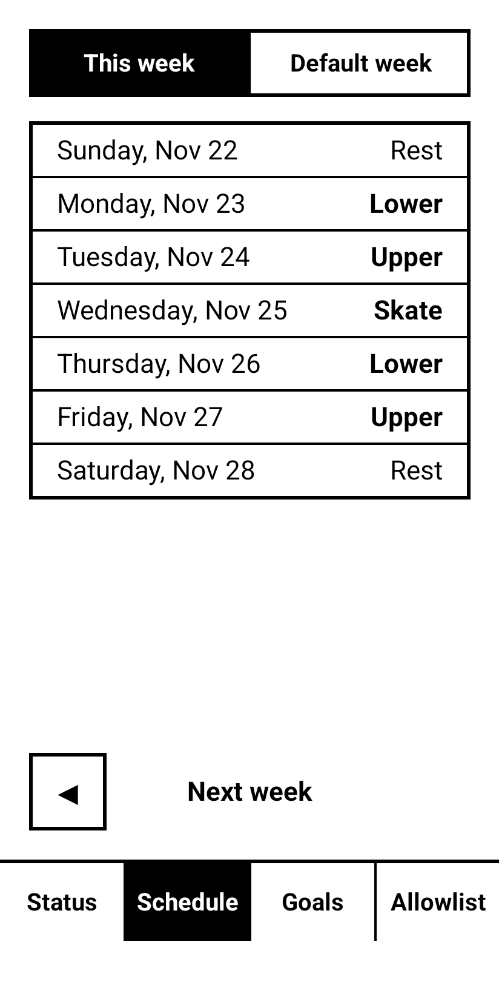 This week Default week
Sunday, Nov 22 Rest
Monday, Nov 23 Lower
Tuesday, Nov 24 Upper
Wednesday, Nov 25 Skate
Thursday, Nov 26 Lower
Friday, Nov 27 Upper
Saturday, Nov 28 Rest
◀ Next week
Status Schedule Goals Allowlist